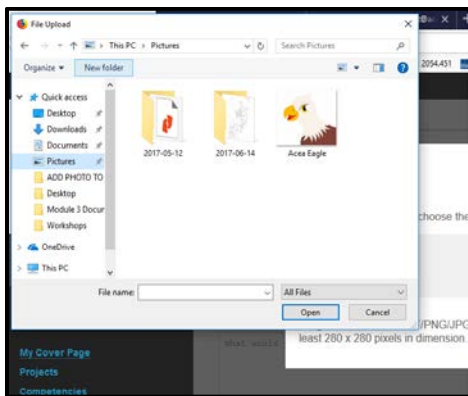 File Upload
This PC > Pictures
Search Pictures
Organize
New folder
2054.451
Quick access
Desktop
Downloads
Documents
Pictures
ADD PHOTO TO
Desktop
Module 3 Docur
Workshops
OneDrive
This PC
2017-05-12
2017-06-14
Acea Eagle
choose the
File name:
All Files
Open
Cancel
/PNG/JPG
least 280 x 280 pixels in dimension.
What would
My Cover Page
Projects
Competencies